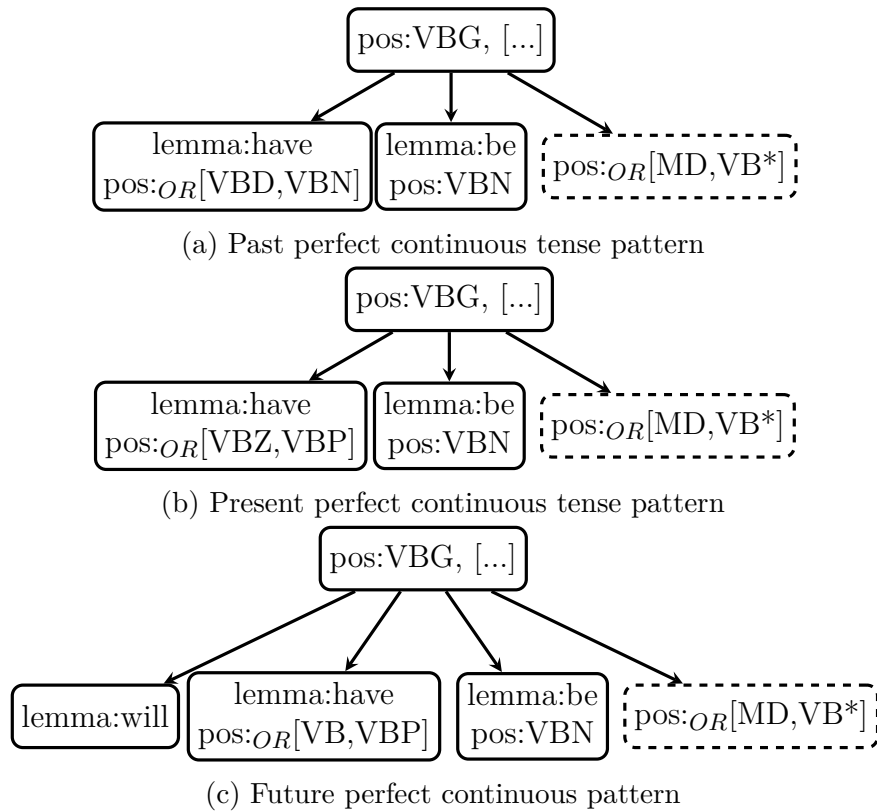 pos:VBG, [...]
lemma:have
pos:OR[VBD,VBN]
lemma:be
pos:VBN
pos:OR[MD,VB*]
(a) Past perfect continuous tense pattern
pos:VBG, [...]
lemma:have
pos:OR[VBZ,VBP]
lemma:be
pos:VBN
pos:OR[MD,VB*]
(b) Present perfect continuous tense pattern
pos:VBG, [...]
lemma:will
lemma:have
pos:OR[VB,VBP]
lemma:be
pos:VBN
pos:OR[MD,VB*]
(c) Future perfect continuous pattern